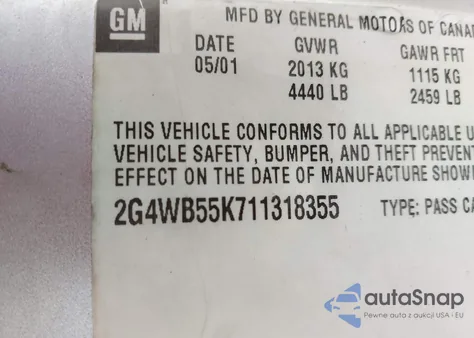 GM
MFD BY GENERAL MOTORS OF CANA
DATE GVWR GAWR FRT
05/01 2013 KG 1115 KG
4440 LB 2459 LB
THIS VEHICLE CONFORMS TO ALL APPLICABLE U
VEHICLE SAFETY, BUMPER, AND THEFT PREVENT
EFFECT ON THE DATE OF MANUFACTURE SHOW
2G4WB55K711318355 TYPE: PASS CA
autoSnap
Pewne auto z aukcji USA i EU